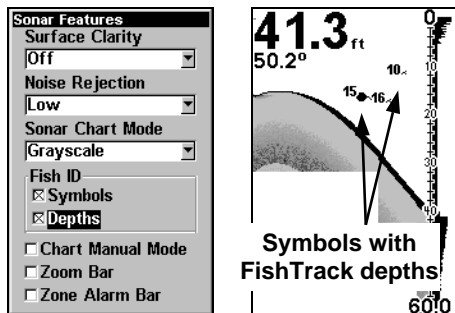 Sonar Features
Surface Clarity
Off
Noise Rejection
Low
Sonar Chart Mode
Grayscale
Fish ID
Symbols
Depths
Chart Manual Mode
Zoom Bar
Zone Alarm Bar
41.3 ft
50.2°
0
10
15
16
10
20
30
40
Symbols with
FishTrack depths
60.0